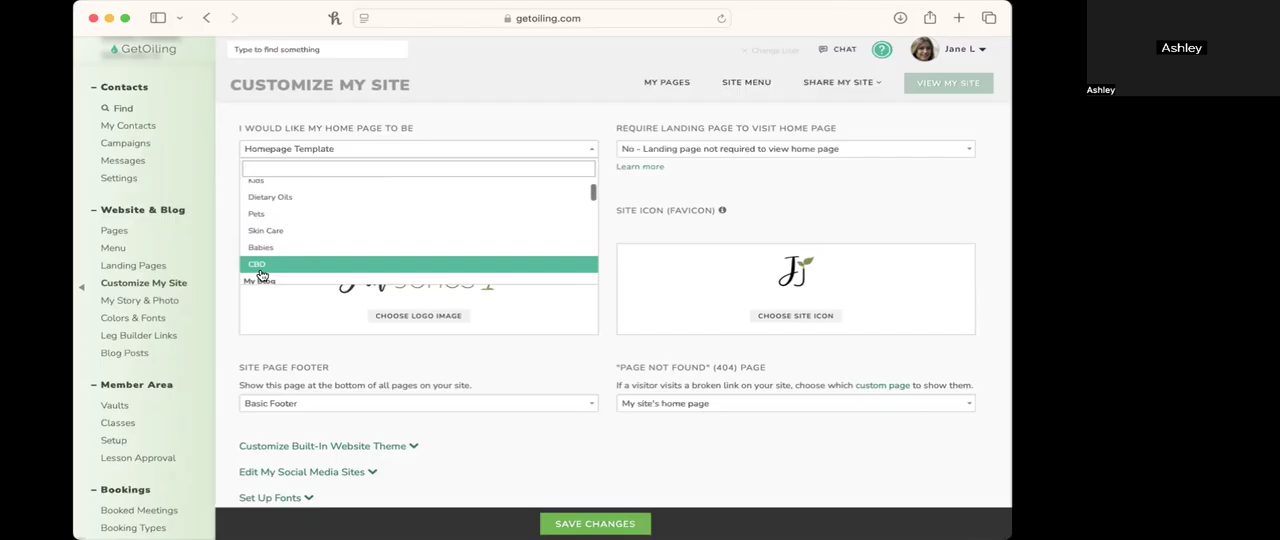 getoiling.com
Ashley
Ashley
GetOiling
Type to find something
Change User
CHAT
?
Jane L
CUSTOMIZE MY SITE
MY PAGES
SITE MENU
SHARE MY SITE
VIEW MY SITE
Contacts
Find
My Contacts
Campaigns
Messages
Settings
Website & Blog
Pages
Menu
Landing Pages
Customize My Site
My Story & Photo
Colors & Fonts
Leg Builder Links
Blog Posts
Member Area
Vaults
Classes
Setup
Lesson Approval
Bookings
Booked Meetings
Booking Types
I WOULD LIKE MY HOME PAGE TO BE
Homepage Template
Kids
Dietary Oils
Pets
Skin Care
Babies
CBD
My Blog
CHOOSE LOGO IMAGE
REQUIRE LANDING PAGE TO VISIT HOME PAGE
No - Landing page not required to view home page
Learn more
SITE ICON (FAVICON)
CHOOSE SITE ICON
SITE PAGE FOOTER
Show this page at the bottom of all pages on your site.
Basic Footer
"PAGE NOT FOUND" (404) PAGE
If a visitor visits a broken link on your site, choose which custom page to show them.
My site's home page
Customize Built-In Website Theme
Edit My Social Media Sites
Set Up Fonts
SAVE CHANGES